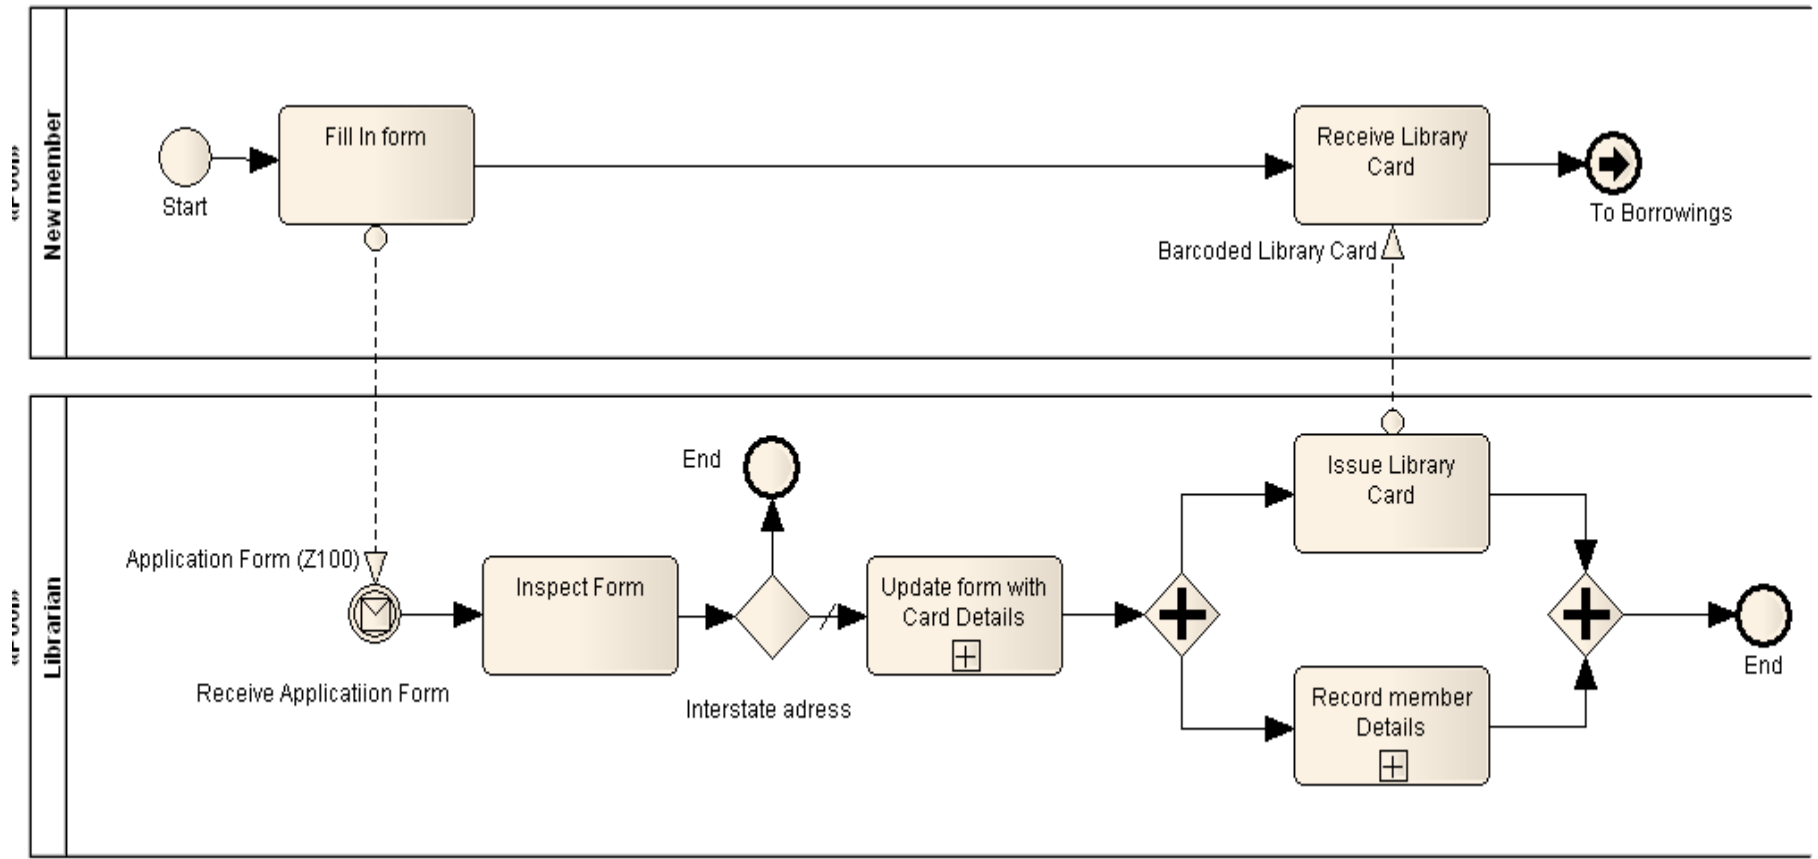 «Pool»
New member
Start
Fill In form
Receive Library
Card
To Borrowings
Barcoded Library Card
«Pool»
Librarian
End
Application Form (Z100)
Receive Applicatiion Form
Inspect Form
Interstate adress
Update form with
Card Details
Issue Library
Card
Record member
Details
End